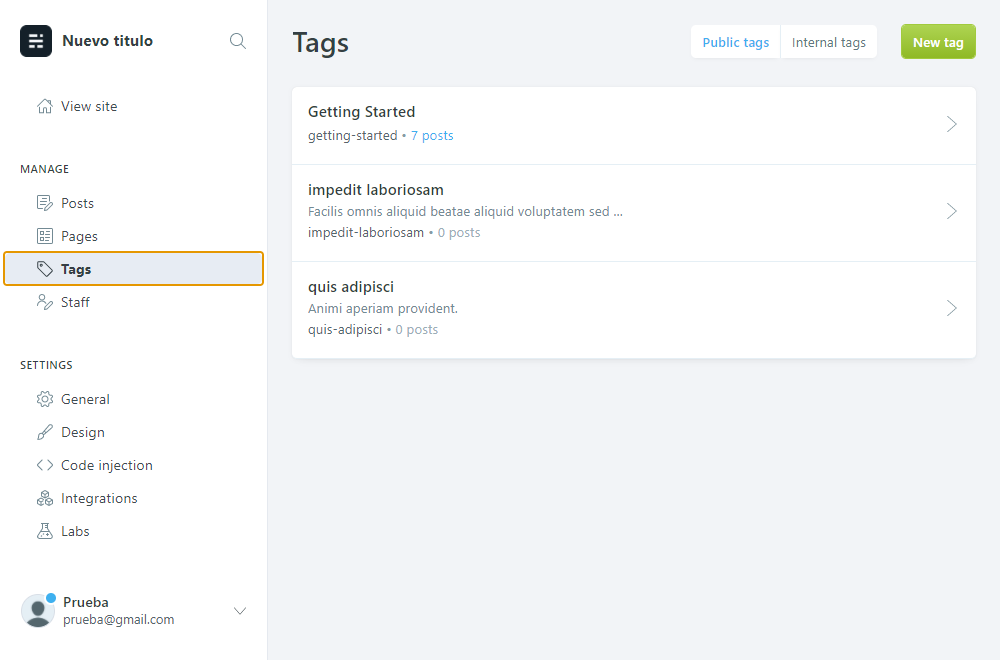 Nuevo titulo
View site
MANAGE
Posts
Pages
Tags
Staff
SETTINGS
General
Design
Code injection
Integrations
Labs
Prueba
prueba@gmail.com
Tags
Public tags
Internal tags
New tag
Getting Started
getting-started • 7 posts
impedit laboriosam
Facilis omnis aliquid beatae aliquid voluptatem sed ...
impedit-laboriosam • 0 posts
quis adipisci
Animi aperiam provident.
quis-adipisci • 0 posts